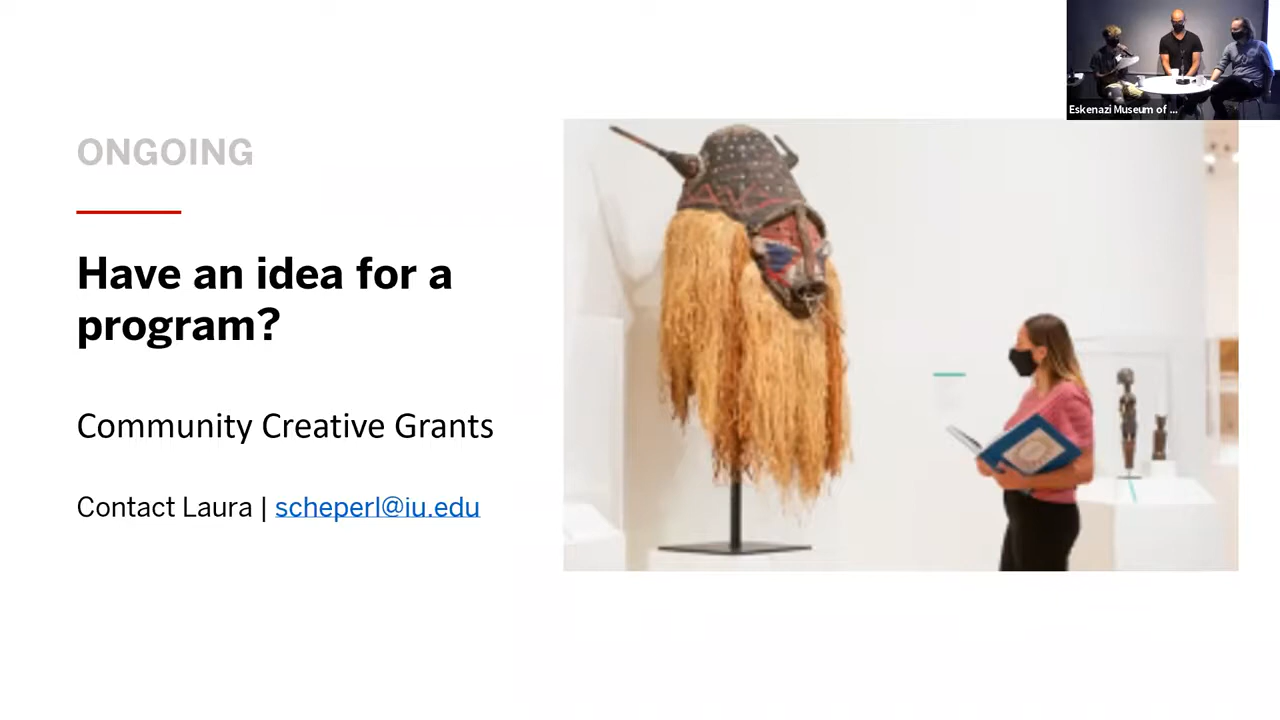 Eskenazi Museum of ...
ONGOING
Have an idea for a
program?
Community Creative Grants
Contact Laura | scheperl@iu.edu